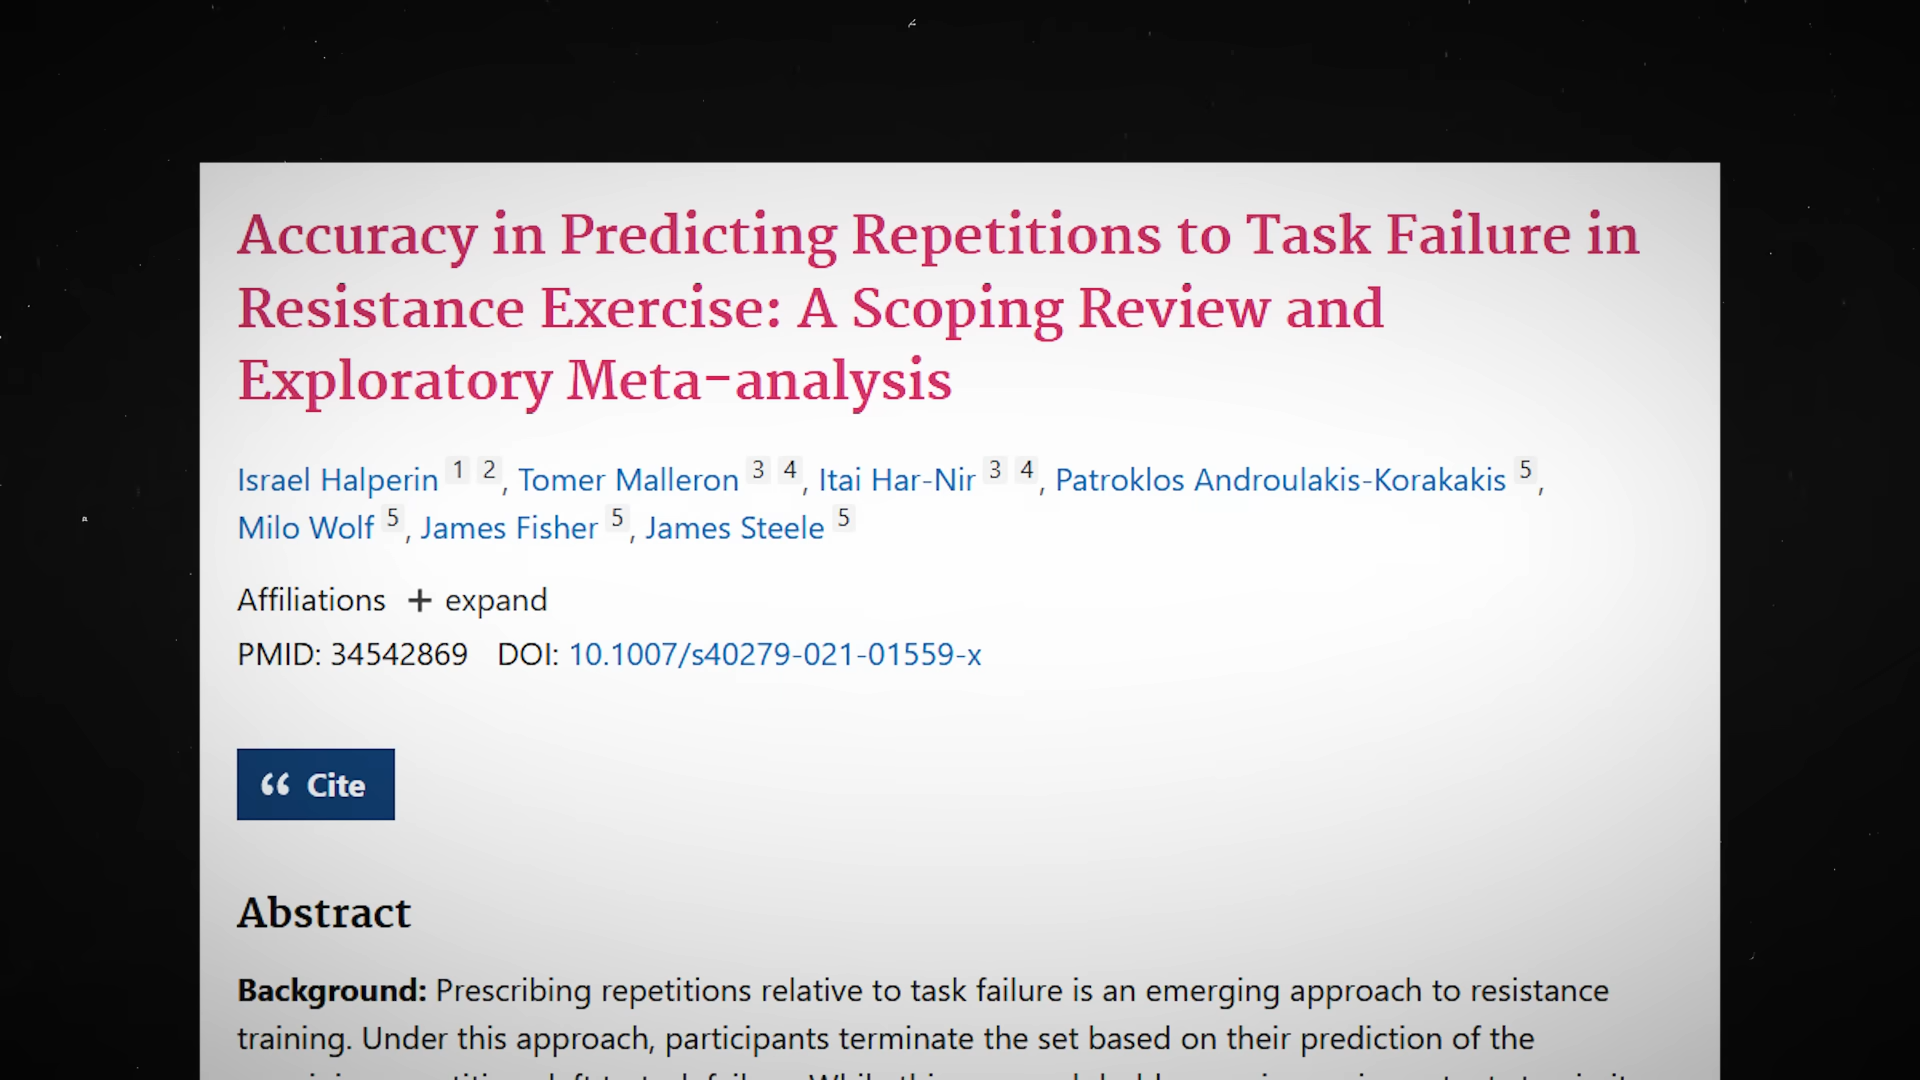 Accuracy in Predicting Repetitions to Task Failure in
Resistance Exercise: A Scoping Review and
Exploratory Meta-analysis
Israel Halperin 1 2, Tomer Malleron 3 4, Itai Har-Nir 3 4, Patroklos Androulakis-Korakakis 5,
Milo Wolf 5, James Fisher 5, James Steele 5
Affiliations + expand
PMID: 34542869 DOI: 10.1007/s40279-021-01559-x
“ Cite
Abstract
Background: Prescribing repetitions relative to task failure is an emerging approach to resistance
training. Under this approach, participants terminate the set based on their prediction of the